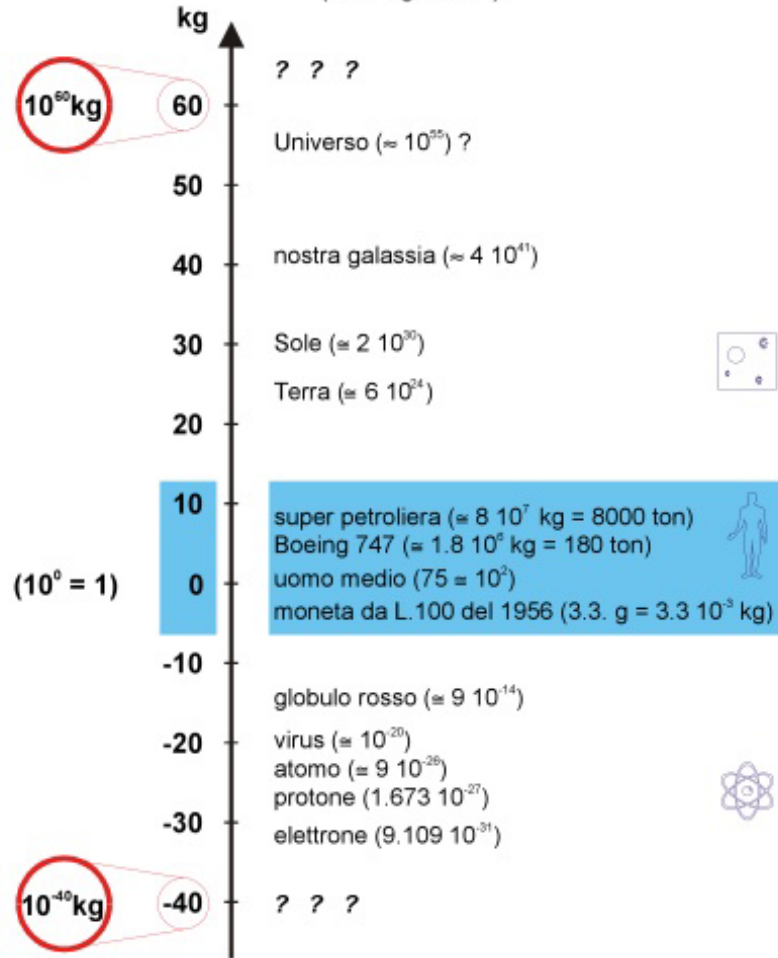 kg
? ? ?
10⁶⁰kg
60
Universo (≈ 10⁵⁵) ?
50
40
nostra galassia (≈ 4 10⁴¹)
30
Sole (≅ 2 10³⁰)
Terra (≅ 6 10²⁴)
20
10
super petroliera (≅ 8 10⁷ kg = 8000 ton)
Boeing 747 (≅ 1.8 10⁶ kg = 180 ton)
(10⁰ = 1)
0
uomo medio (75 ≅ 10²)
moneta da L.100 del 1956 (3.3. g = 3.3 10⁻³ kg)
-10
globulo rosso (≅ 9 10⁻¹⁴)
-20
virus (≅ 10⁻²⁰)
atomo (≅ 9 10⁻²⁶)
protone (1.673 10⁻²⁷)
-30
elettrone (9.109 10⁻³¹)
10⁻⁴⁰kg
-40
? ? ?